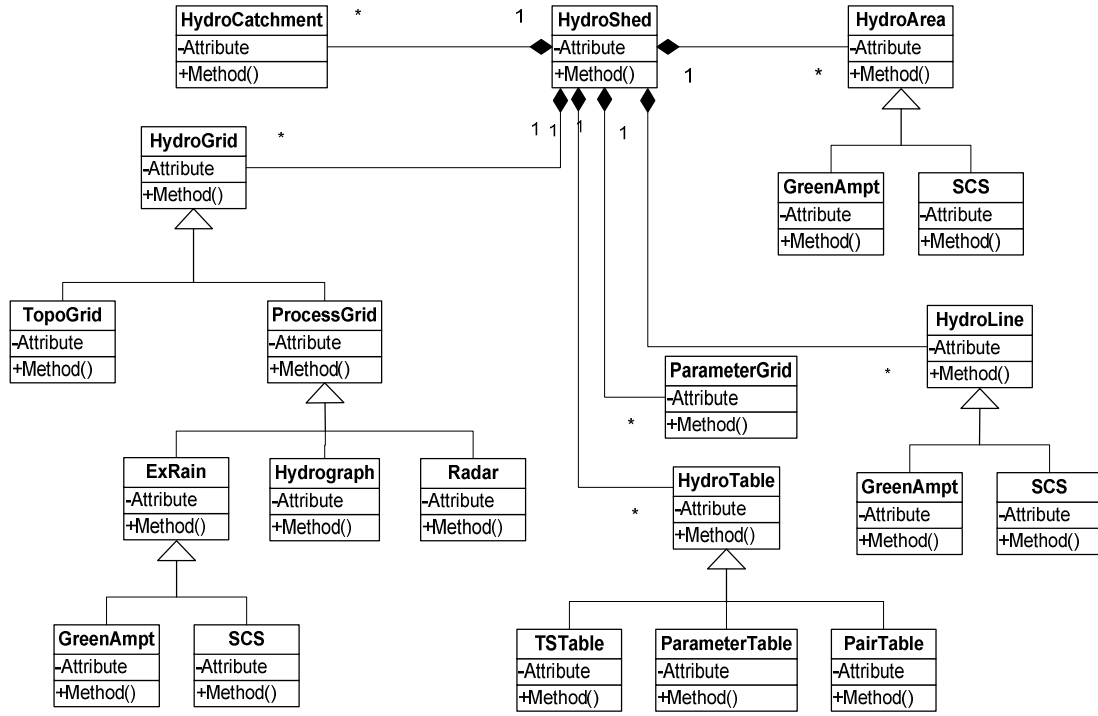 HydroCatchment
-Attribute
+Method()
*
1
HydroShed
-Attribute
+Method()
1
*
HydroArea
-Attribute
+Method()
1
1
1
1
HydroGrid
-Attribute
+Method()
*
GreenAmpt
-Attribute
+Method()
SCS
-Attribute
+Method()
TopoGrid
-Attribute
+Method()
ProcessGrid
-Attribute
+Method()
HydroLine
-Attribute
+Method()
*
ParameterGrid
-Attribute
+Method()
*
ExRain
-Attribute
+Method()
Hydrograph
-Attribute
+Method()
Radar
-Attribute
+Method()
HydroTable
-Attribute
+Method()
*
GreenAmpt
-Attribute
+Method()
SCS
-Attribute
+Method()
GreenAmpt
-Attribute
+Method()
SCS
-Attribute
+Method()
TSTable
-Attribute
+Method()
ParameterTable
-Attribute
+Method()
PairTable
-Attribute
+Method()